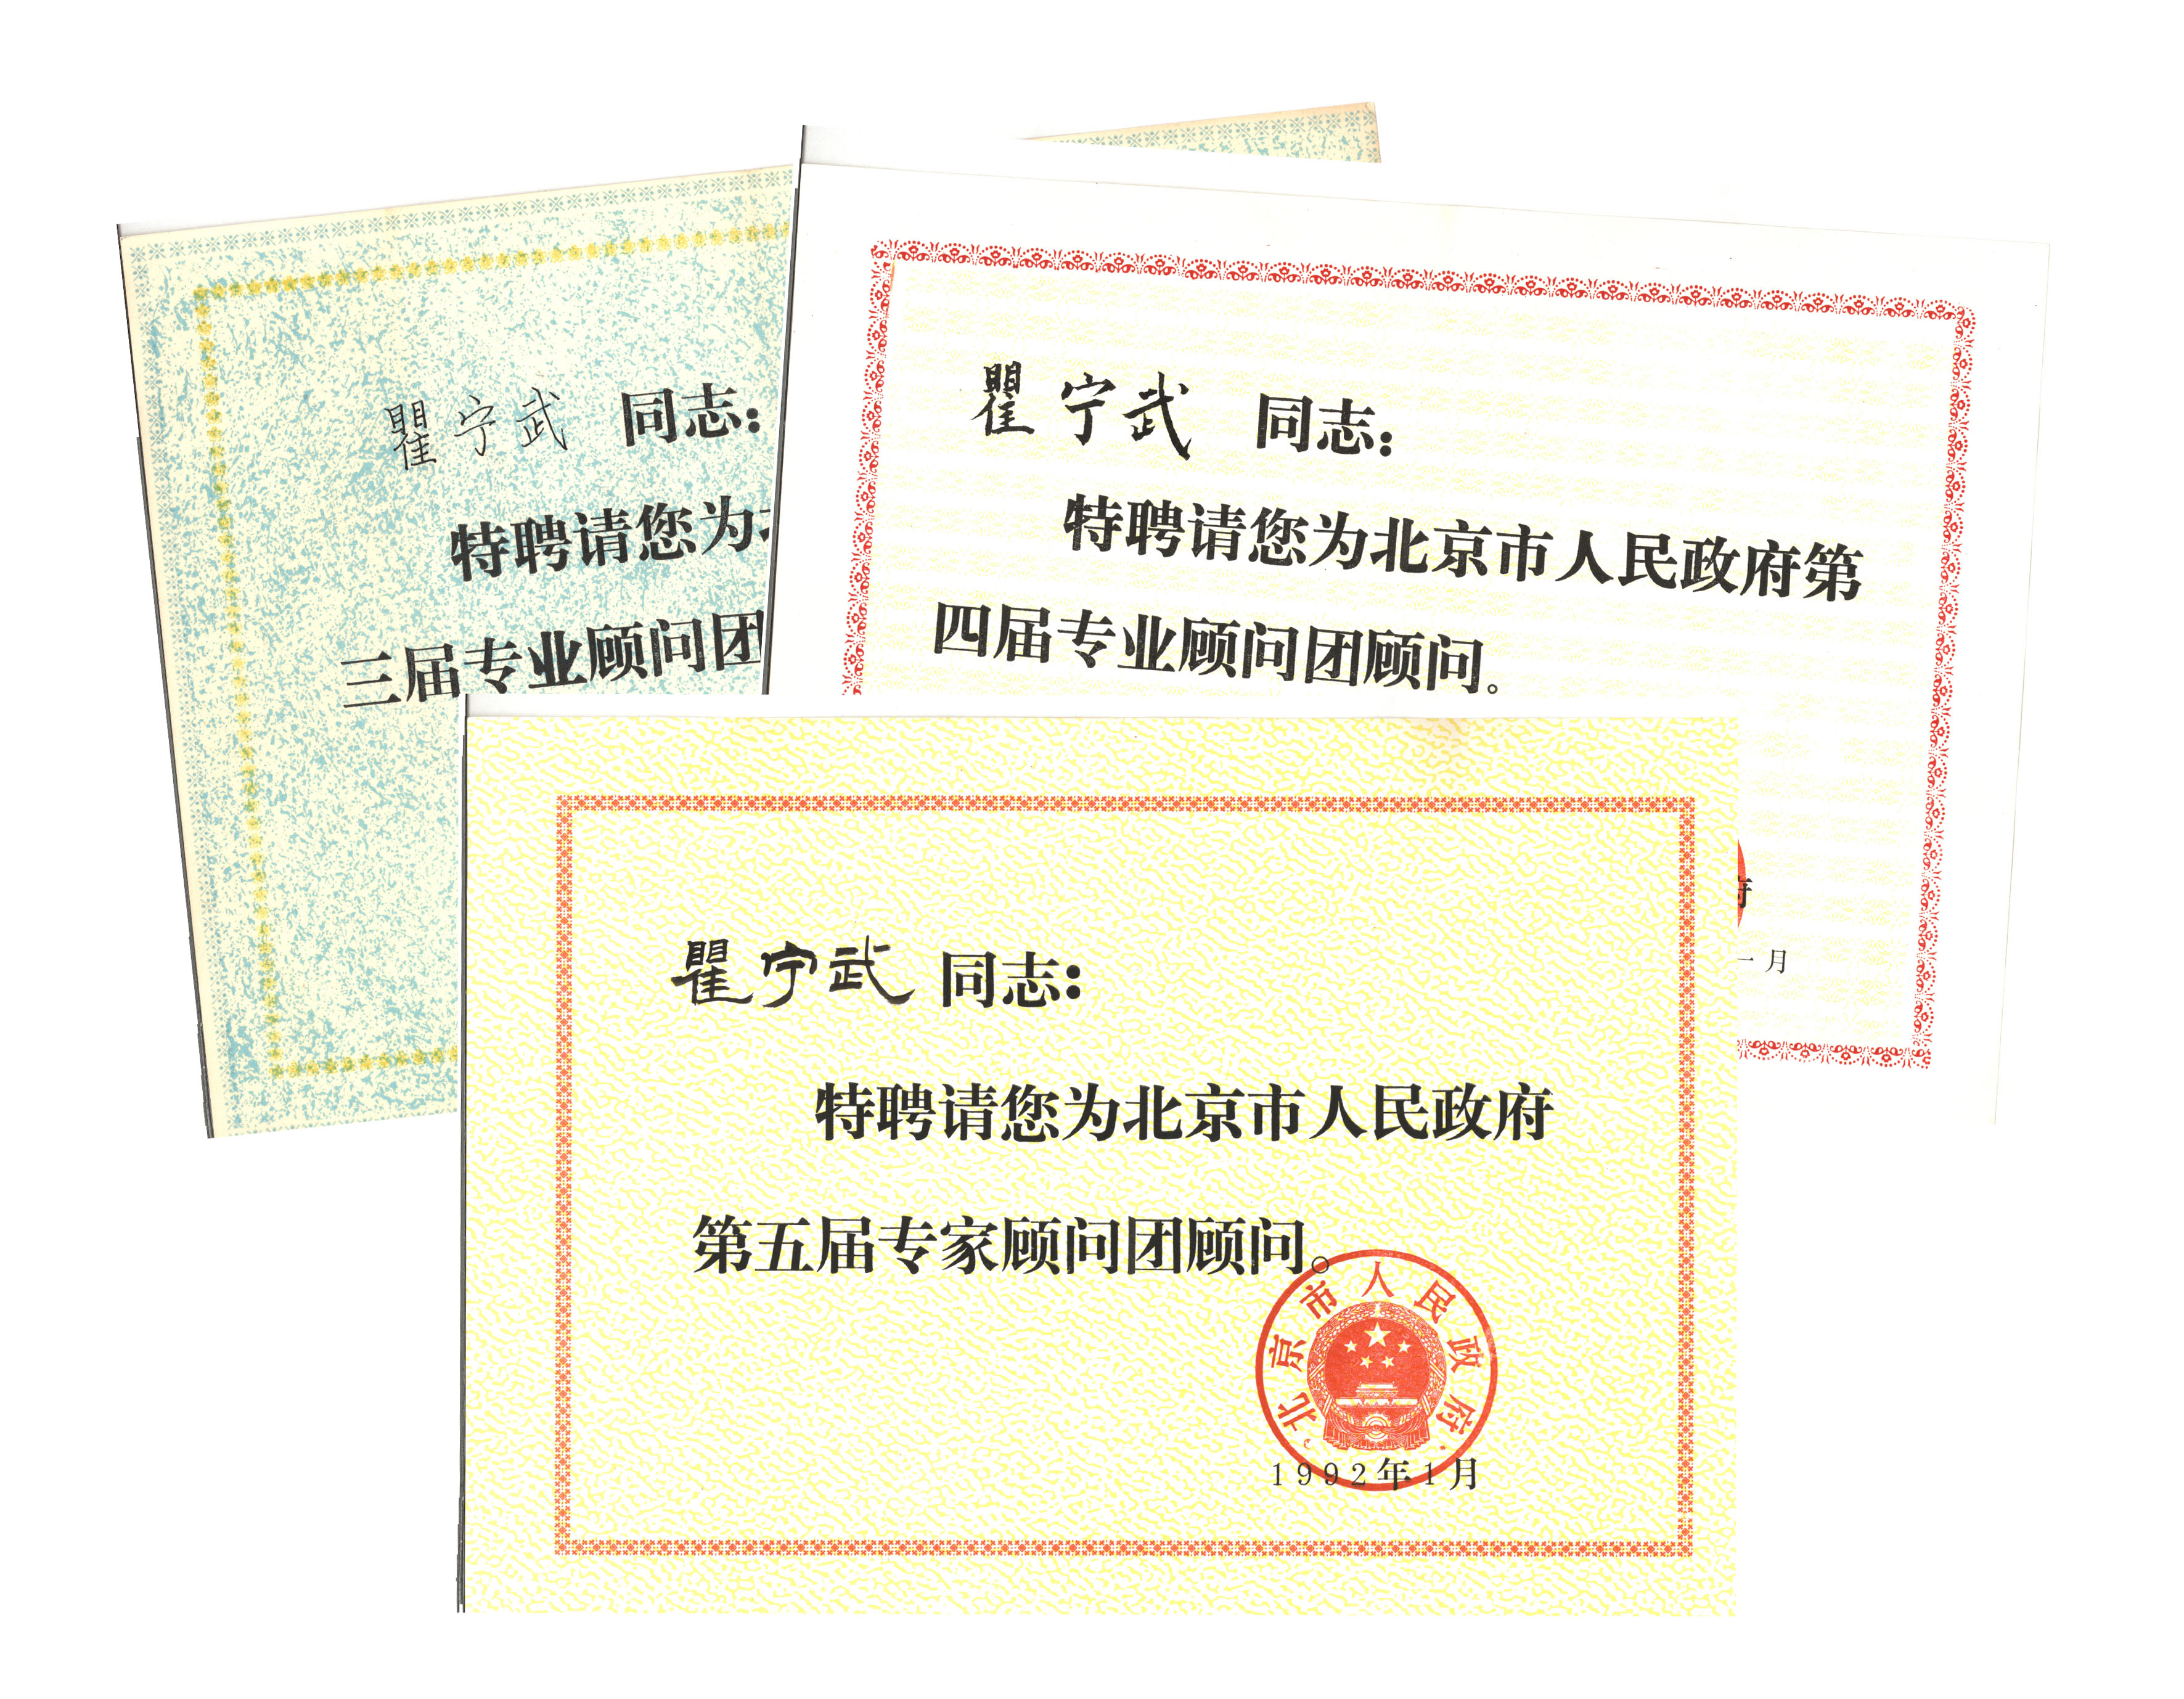 瞿宁武 同志：
特聘请您为
三届专业顾问团
瞿宁武 同志：
特聘请您为北京市人民政府第
四届专业顾问团顾问。
府
一月
瞿宁武 同志：
特聘请您为北京市人民政府
第五届专家顾问团顾问。
北京市人民政府
1992年1月